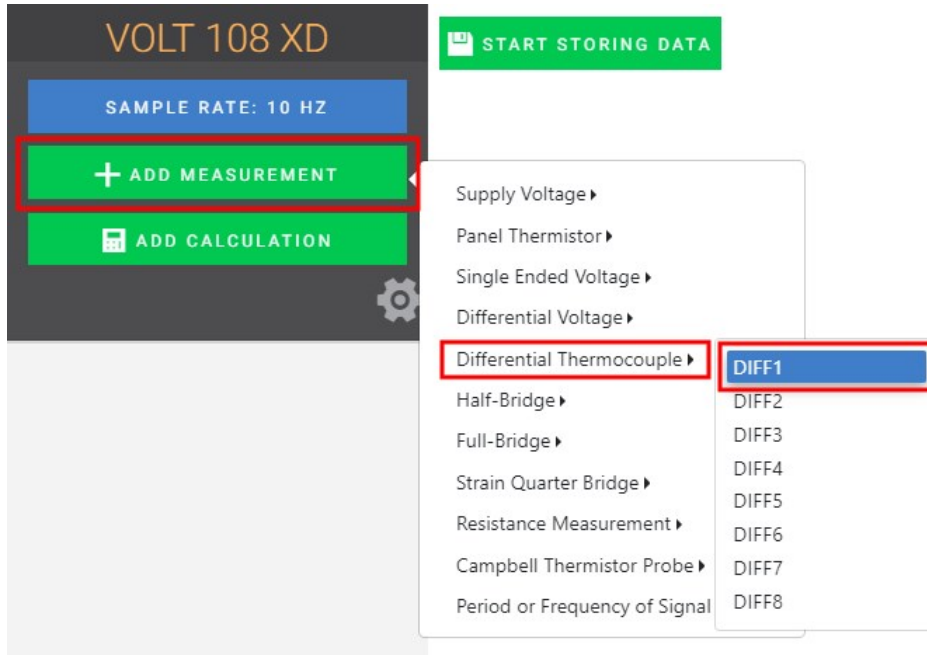 VOLT 108 XD
START STORING DATA
SAMPLE RATE: 10 HZ
ADD MEASUREMENT
ADD CALCULATION
Supply Voltage
Panel Thermistor
Single Ended Voltage
Differential Voltage
Differential Thermocouple
Half-Bridge
Full-Bridge
Strain Quarter Bridge
Resistance Measurement
Campbell Thermistor Probe
Period or Frequency of Signal
DIFF1
DIFF2
DIFF3
DIFF4
DIFF5
DIFF6
DIFF7
DIFF8